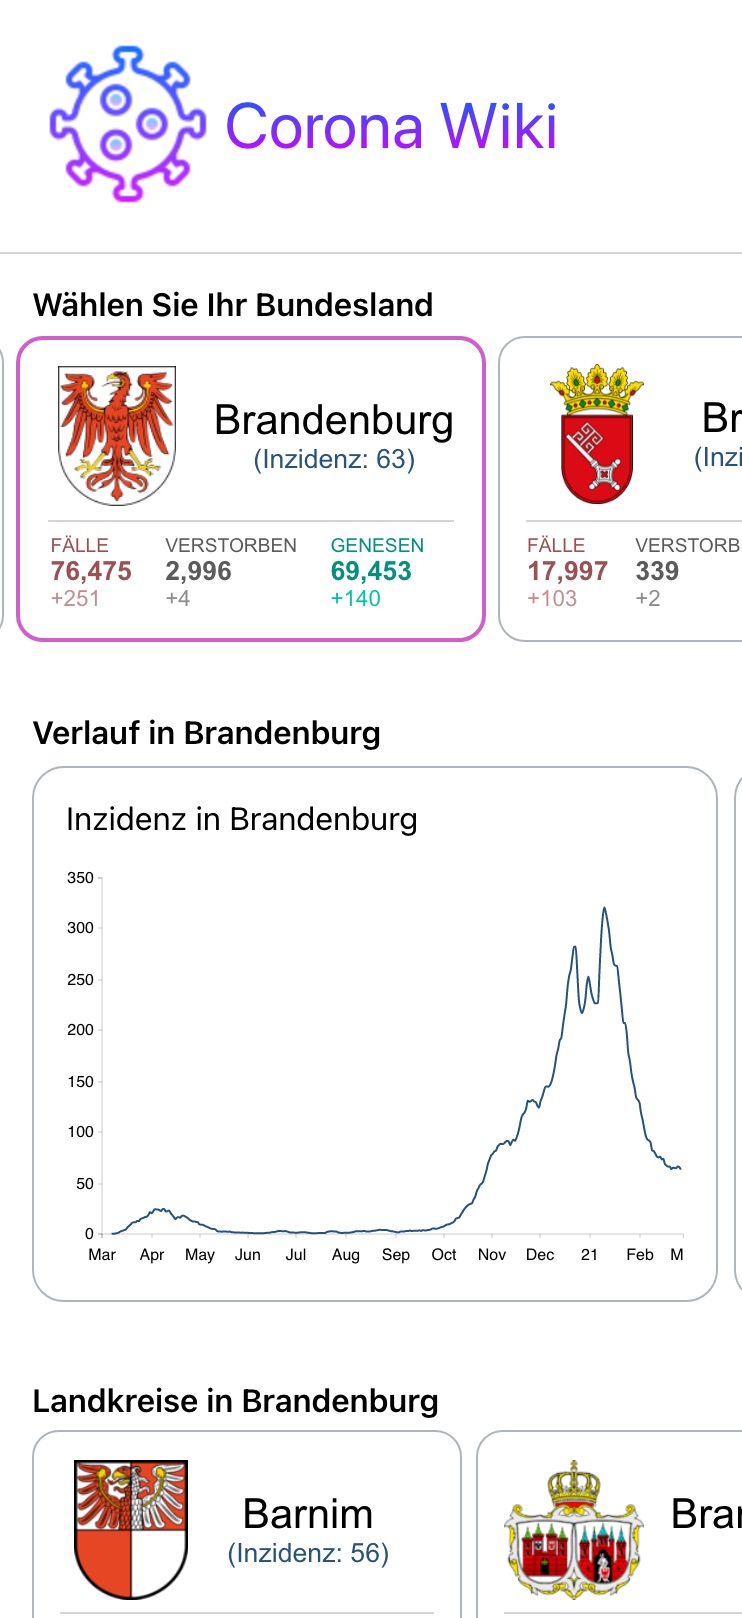 Corona Wiki
Wählen Sie Ihr Bundesland
Brandenburg
(Inzidenz: 63)
FÄLLE VERSTORBEN GENESEN
76,475 2,996 69,453
+251 +4 +140
Br
(Inzi
FÄLLE VERSTORB
17,997 339
+103 +2
Verlauf in Brandenburg
Inzidenz in Brandenburg
350
300
250
200
150
100
50
0
Mar Apr May Jun Jul Aug Sep Oct Nov Dec 21 Feb M
Landkreise in Brandenburg
Barnim
(Inzidenz: 56)
Bran